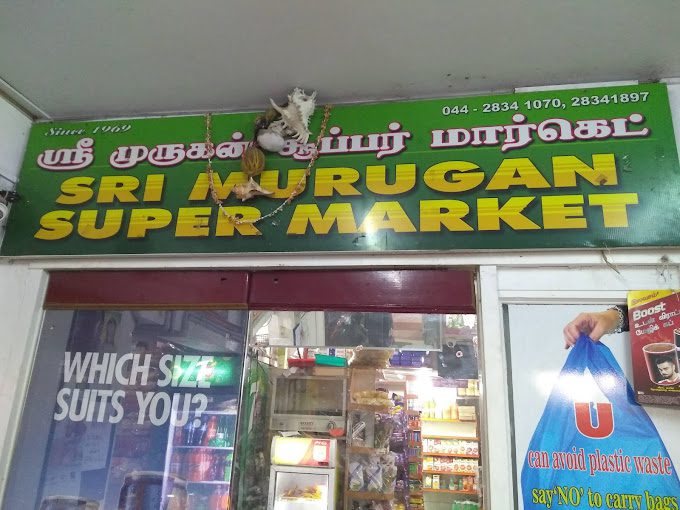 Since 1969
044 - 2834 1070, 28341897
ஸ்ரீ முருகன் சூப்பர் மார்கெட்
SRI MURUGAN
SUPER MARKET
WHICH SIZE
SUITS YOU?
Boost
U
can avoid plastic waste
say'NO' to carry bags